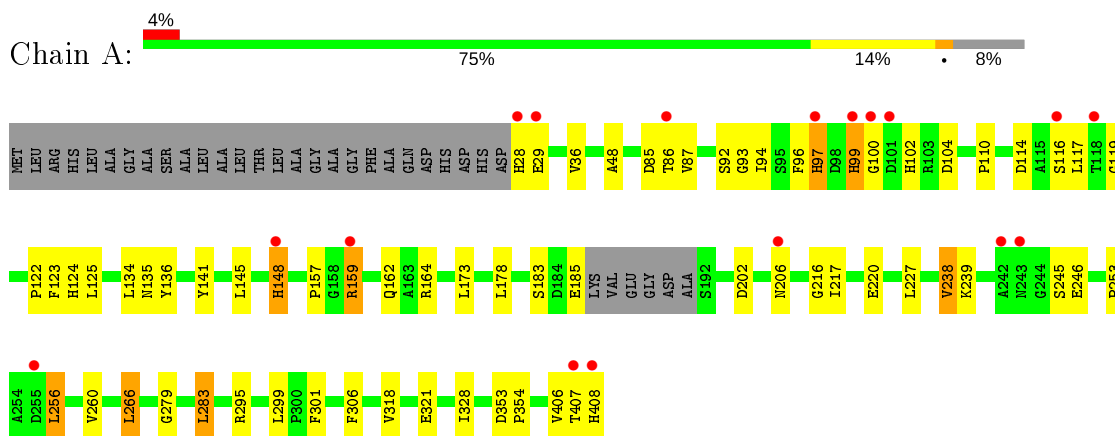 4%
Chain A:
75% 14% • 8%
MET LEU ARG HIS LEU ALA GLY ALA SER ALA LEU ALA LEU THR LEU ALA GLY ALA GLY PHE ALA GLN ASP HIS ASP HIS ASP H28 E29 V36 A48 D85 T86 V87 S92 G93 I94 S95 F96 H97 D98 H99 G100 D101 H102 R103 D104 P110 D114 A115 S116 L117 T118 G119
P122 F123 H124 L125 L134 N135 Y136 Y141 L145 H148 P157 G158 R159 Q162 A163 R164 L173 L178 S183 D184 E185 LYS VAL GLU GLY ASP ALA S192 D202 N206 G216 I217 E220 L227 V238 K239 A242 N243 G244 S245 E246 P253
A254 D255 L256 V260 L266 G279 L283 R295 L299 P300 F301 F306 V318 E321 I328 D353 P354 V406 T407 H408